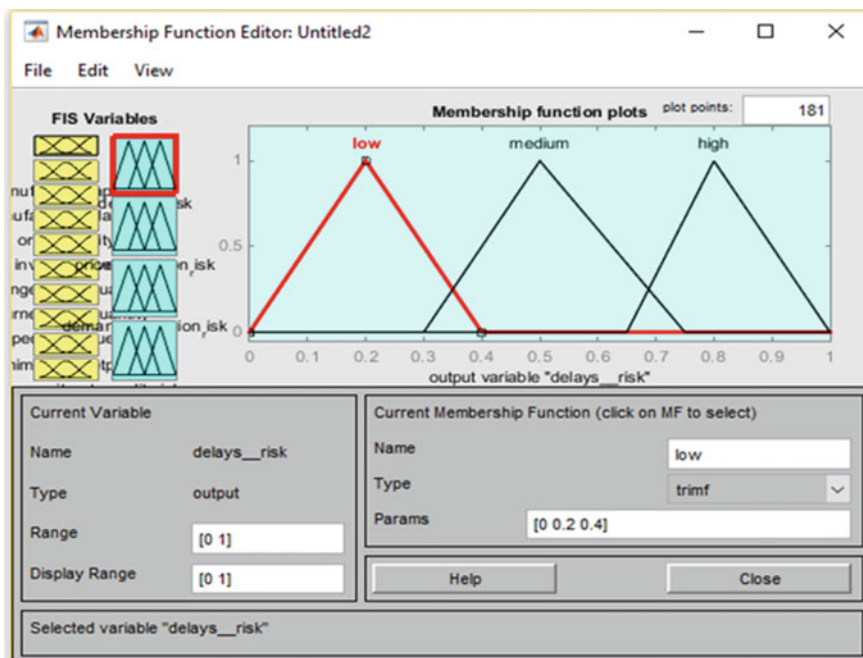 Membership Function Editor: Untitled2
File Edit View
FIS Variables
Membership function plots
plot points: 181
low medium high
1
0.5
0
0 0.1 0.2 0.3 0.4 0.5 0.6 0.7 0.8 0.9 1
output variable "delays__risk"
Current Variable
Name delays__risk
Type output
Range [0 1]
Display Range [0 1]
Current Membership Function (click on MF to select)
Name low
Type trimf
Params [0 0.2 0.4]
Help Close
Selected variable "delays__risk"